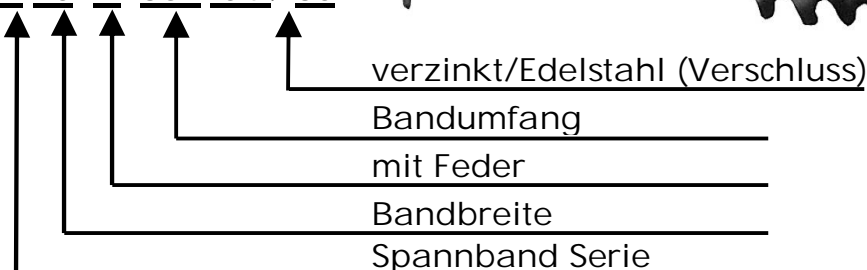 verzinkt/Edelstahl (Verschluss)
Bandumfang
mit Feder
Bandbreite
Spannband Serie